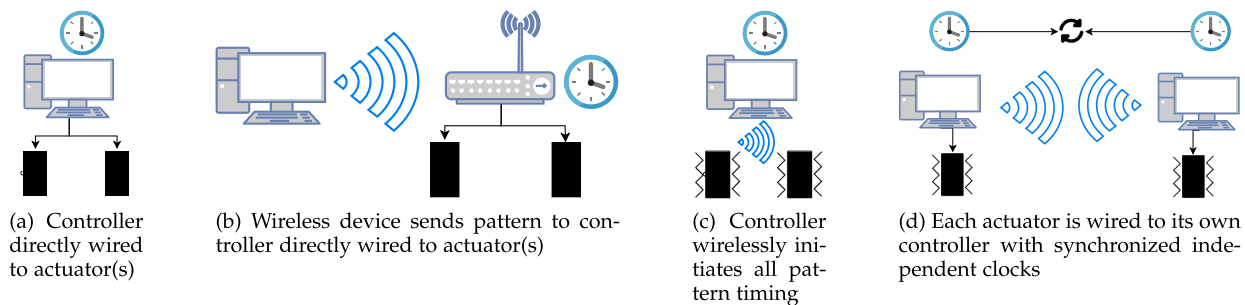 (a) Controller
directly wired
to actuator(s)
(b) Wireless device sends pattern to con-
troller directly wired to actuator(s)
(c) Controller
wirelessly ini-
tiates all pat-
tern timing
(d) Each actuator is wired to its own
controller with synchronized inde-
pendent clocks